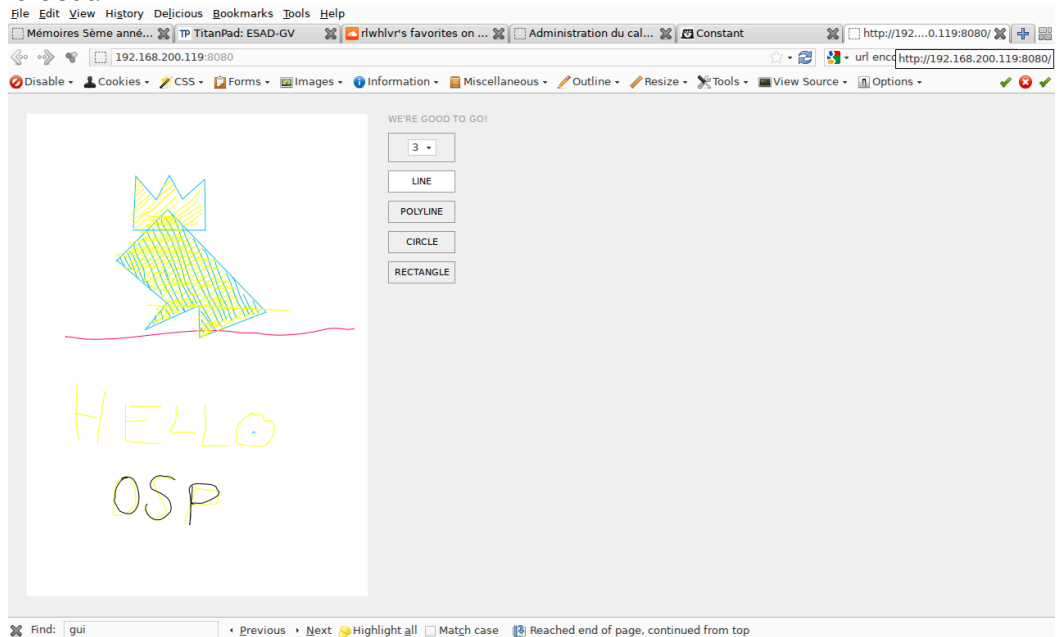 File Edit View History Delicious Bookmarks Tools Help
Mémoires 5ème anné... TP TitanPad: ESAD-GV rlwhlvr's favorites on ... Administration du cal... Constant http://192....0.119:8080/
192.168.200.119:8080 url enco http://192.168.200.119:8080/
Disable Cookies CSS Forms Images Information Miscellaneous Outline Resize Tools View Source Options
WE'RE GOOD TO GO!
3
LINE
POLYLINE
CIRCLE
RECTANGLE
HELLO
OSP
Find: gui Previous Next Highlight all Match case Reached end of page, continued from top